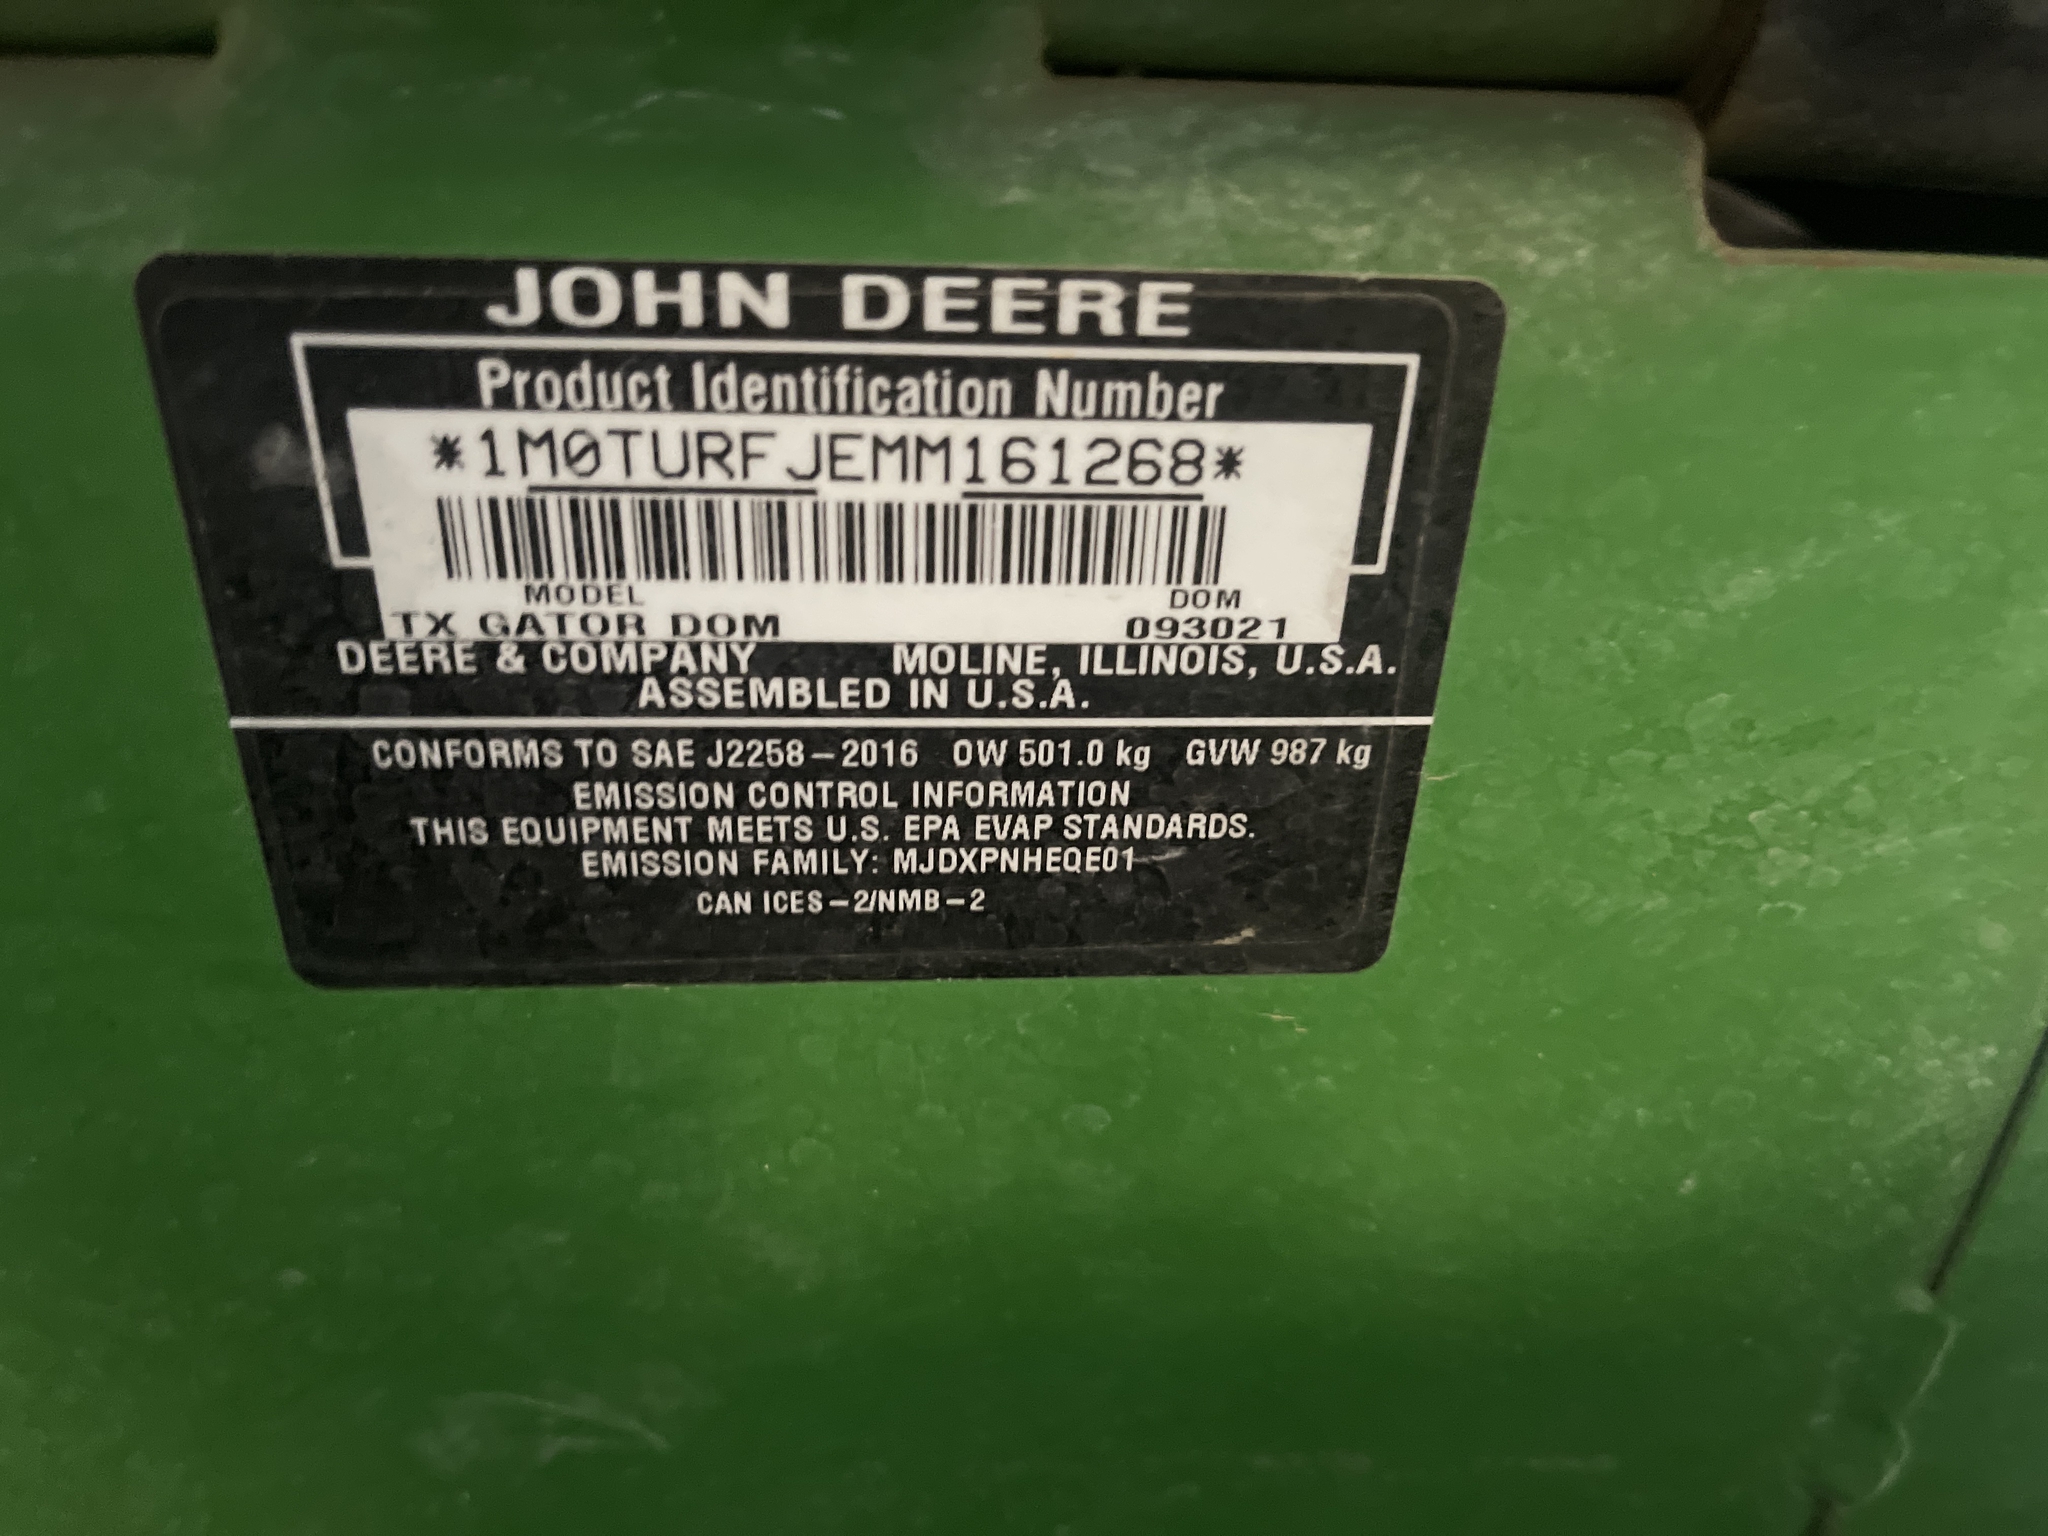 JOHN DEERE
Product Identification Number
*1M0TURFJEMM161268*
MODEL DOM
TX GATOR DOM 093021
DEERE & COMPANY MOLINE, ILLINOIS, U.S.A.
ASSEMBLED IN U.S.A.
CONFORMS TO SAE J2258-2016 OW 501.0 kg GVW 987 kg
EMISSION CONTROL INFORMATION
THIS EQUIPMENT MEETS U.S. EPA EVAP STANDARDS.
EMISSION FAMILY: MJDXPNHEQE01
CAN ICES-2/NMB-2